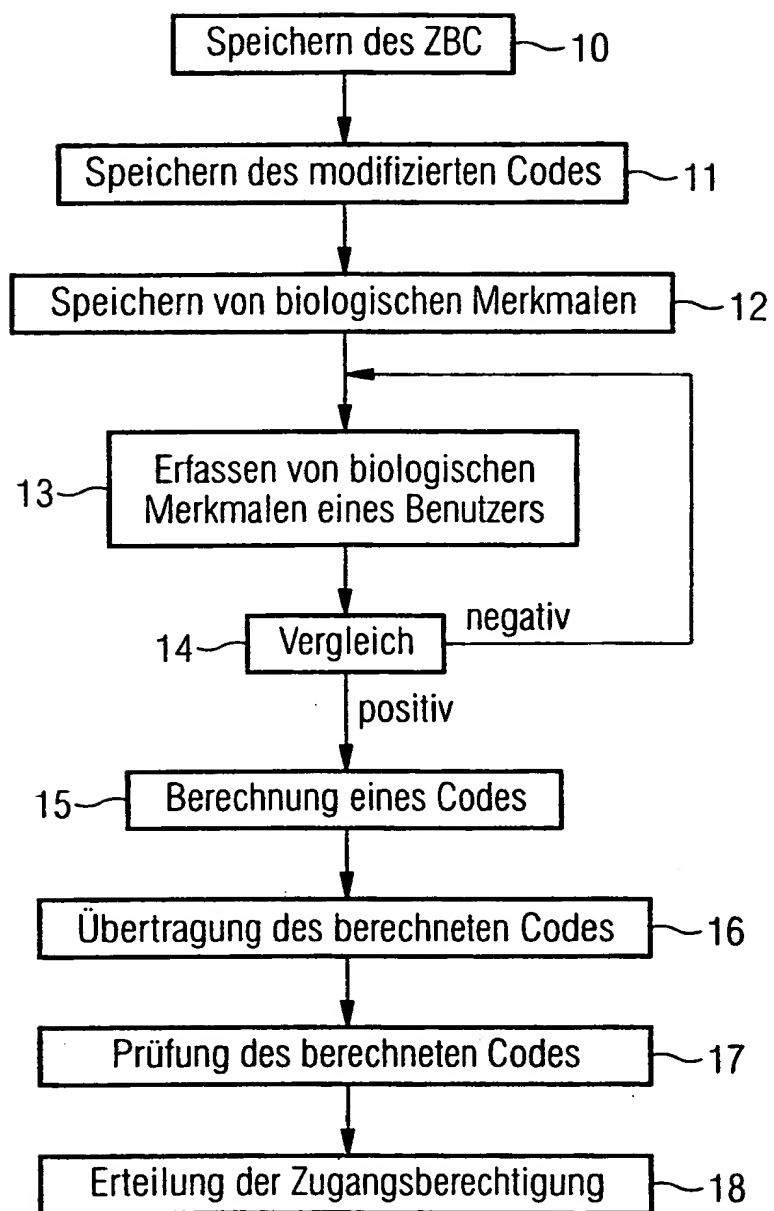 Speichern des ZBC 10
Speichern des modifizierten Codes 11
Speichern von biologischen Merkmalen 12
13 Erfassen von biologischen
Merkmalen eines Benutzers
14 Vergleich negativ
positiv
15 Berechnung eines Codes
Übertragung des berechneten Codes 16
Prüfung des berechneten Codes 17
Erteilung der Zugangsberechtigung 18